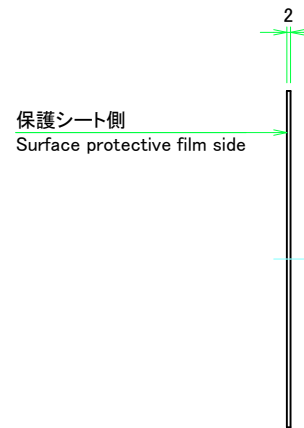 2
保護シート側
Surface protective film side